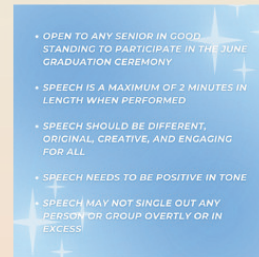 • OPEN TO ANY SENIOR IN GOOD
STANDING TO PARTICIPATE IN THE JUNE
GRADUATION CEREMONY
• SPEECH IS A MAXIMUM OF 2 MINUTES IN
LENGTH WHEN PERFORMED
• SPEECH SHOULD BE DIFFERENT,
ORIGINAL, CREATIVE, AND ENGAGING
FOR ALL
• SPEECH NEEDS TO BE POSITIVE IN TONE
• SPEECH MAY NOT SINGLE OUT ANY
PERSON OR GROUP OVERTLY OR IN
EXCESS